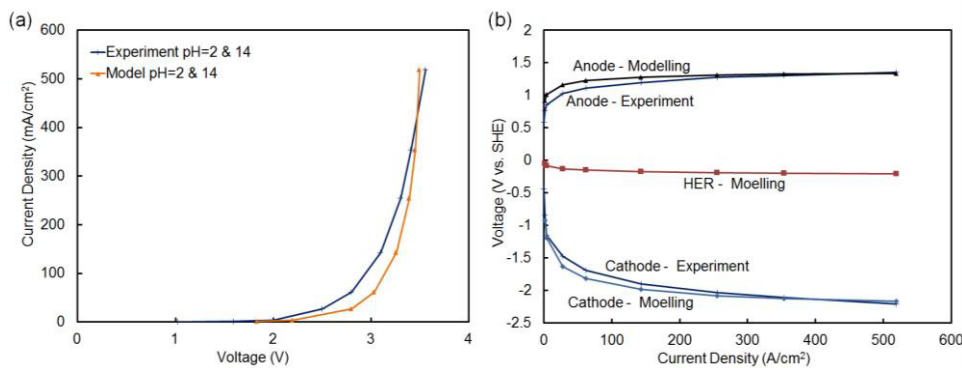 (a)
600
500
400
300
200
100
0
Current Density (mA/cm²)
Experiment pH=2 & 14
Model pH=2 & 14
0 1 2 3 4
Voltage (V)
(b)
2
1.5
1
0.5
0
-0.5
-1
-1.5
-2
-2.5
Voltage (V vs. SHE)
Anode - Modelling
Anode - Experiment
HER - Moelling
Cathode - Experiment
Cathode - Moelling
0 100 200 300 400 500 600
Current Density (A/cm²)